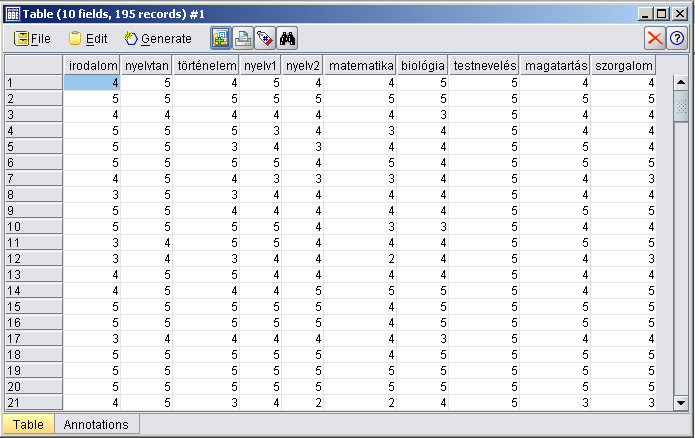 Table (10 fields, 195 records) #1
File Edit Generate
irodalom nyelvtan történelem nyelv1 nyelv2 matematika biológia testnevelés magatartás szorgalom
1 4 5 4 5 4 4 5 5 4 4
2 5 5 5 5 5 5 5 5 5 5
3 4 5 4 4 4 4 3 5 4 4
4 5 5 5 3 4 3 4 5 4 4
5 5 5 3 4 3 4 4 5 5 4
6 5 5 5 4 4 5 4 5 4 5
7 4 5 4 3 3 3 4 5 4 3
8 3 5 3 4 4 4 4 5 4 4
9 5 5 4 4 4 4 4 5 5 5
10 5 5 4 4 4 3 3 5 4 4
11 3 4 5 5 5 4 4 5 5 5
12 3 4 3 4 4 2 4 5 4 3
13 4 5 4 4 4 4 4 5 4 5
14 4 5 4 4 5 5 5 5 4 5
15 5 5 5 5 5 4 5 5 5 5
16 5 5 5 5 5 4 5 5 5 5
17 3 4 4 4 4 4 3 5 4 5
18 5 5 5 5 5 4 5 5 5 5
19 5 5 5 5 5 5 5 5 5 5
20 5 5 5 5 5 5 5 5 5 5
21 4 5 3 4 2 2 4 5 3 3
Table Annotations